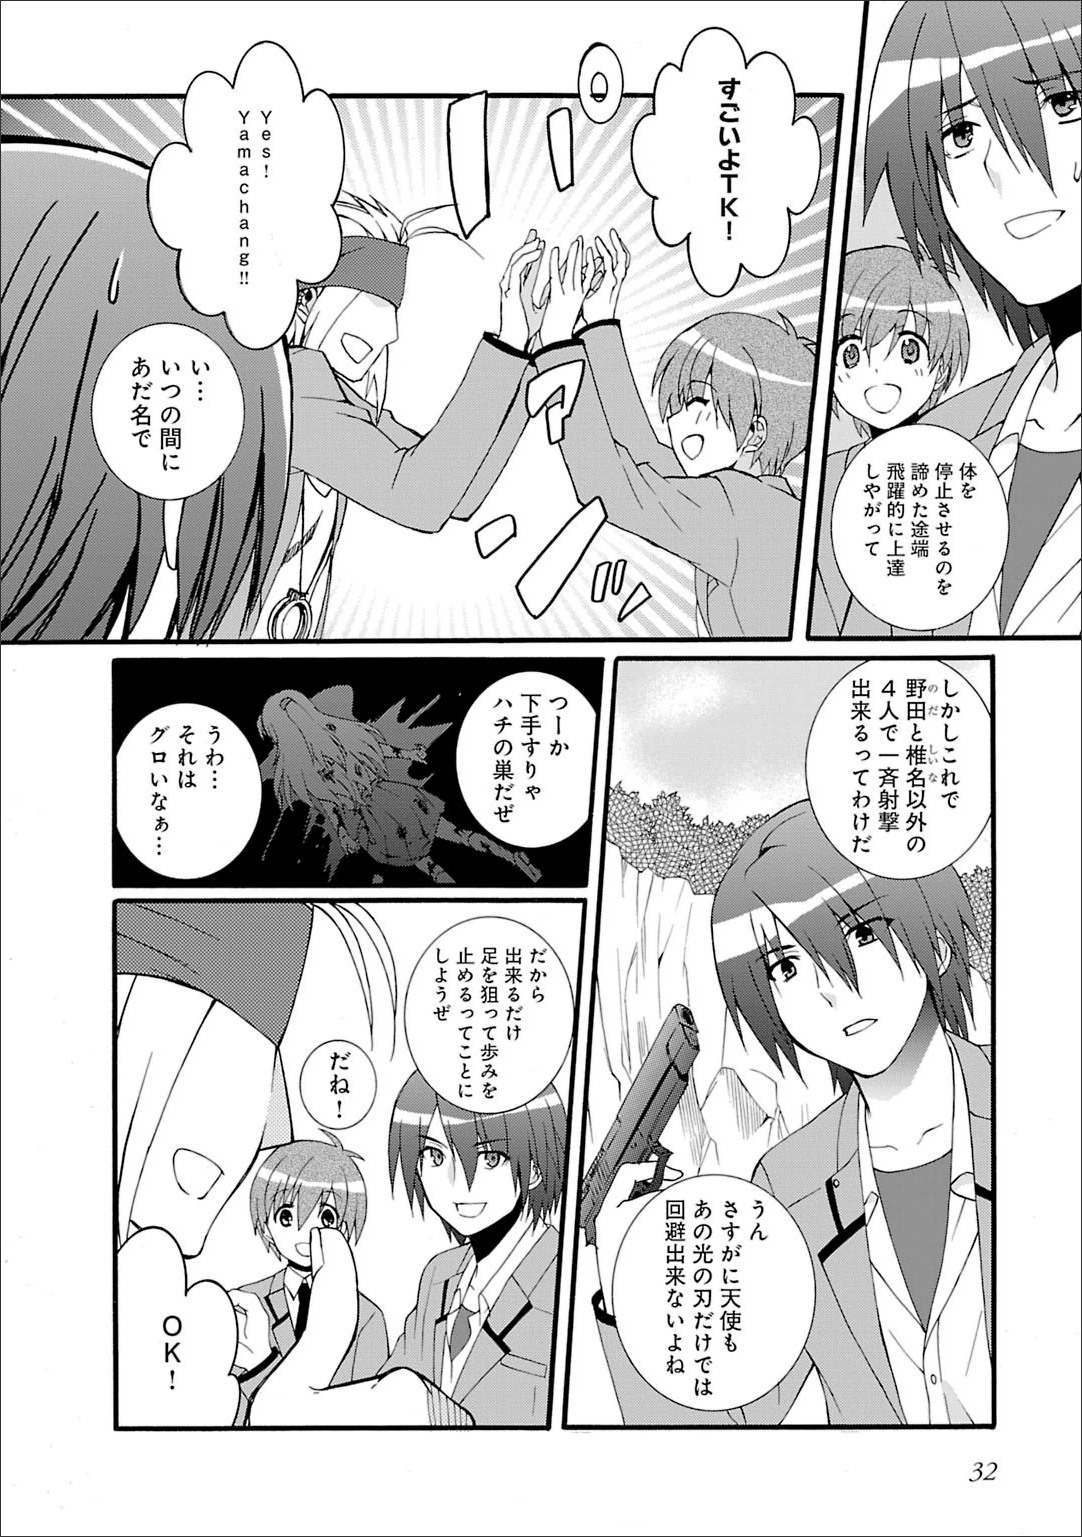 体を
停止させるのを
諦めた途端
飛躍的に上達
しやがって
すごいよTK!
Yes!
Yamachang!!
い…
いつの間に
あだ名で
しかしこれで
野田と椎名以外の
のだ
しいな
4人で一斉射撃
出来るってわけだ
うん
さすがに天使も
あの光の刃だけでは
回避出来ないよね
つーか
下手すりゃ
ハチの巣だぜ
うわ…
それは
グロいなぁ…
だから
出来るだけ
足を狙って歩みを
止めるってことに
しようぜ
だね!
OK!
32